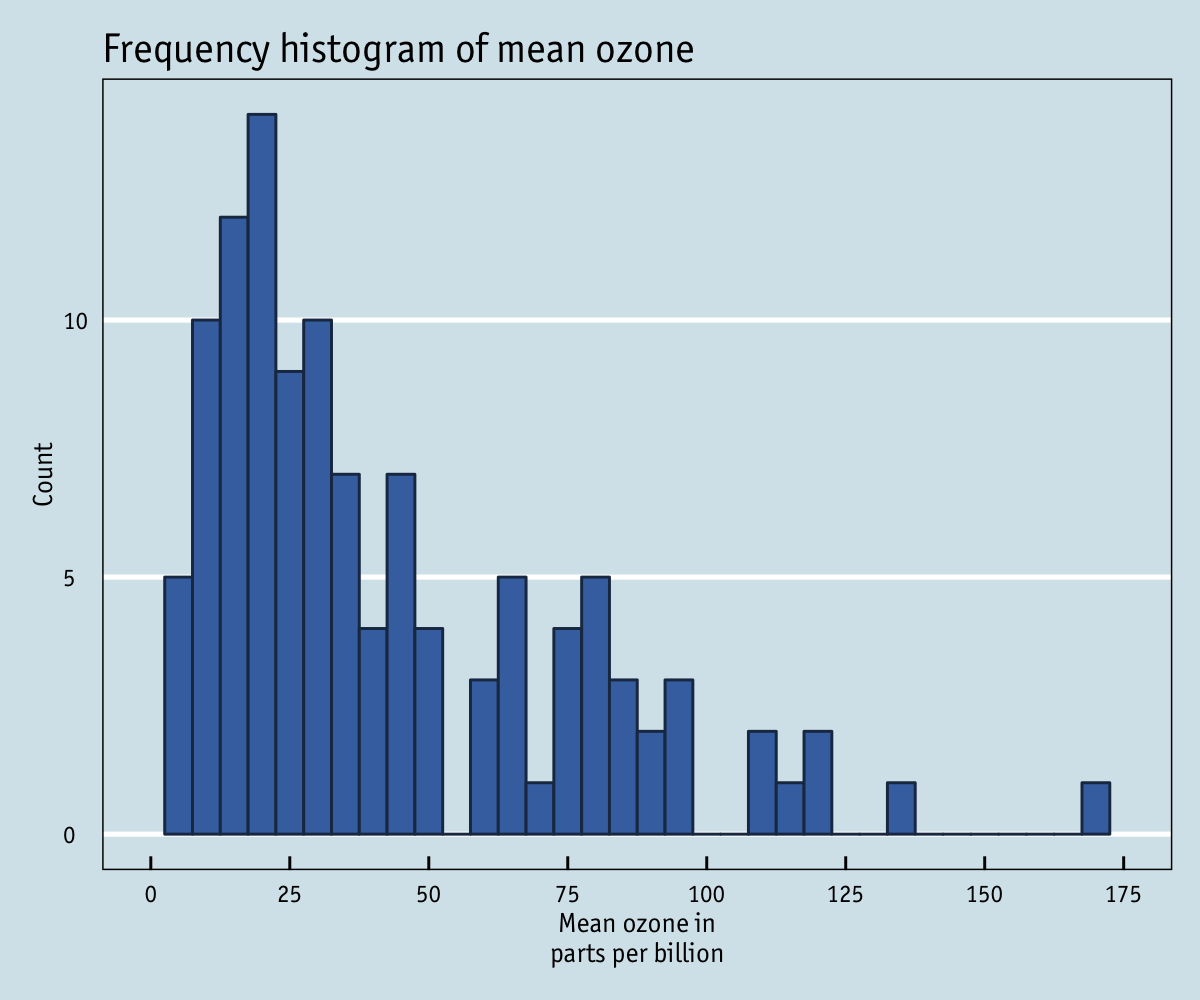 Frequency histogram of mean ozone
Count
10
5
0
0 25 50 75 100 125 150 175
Mean ozone in
parts per billion